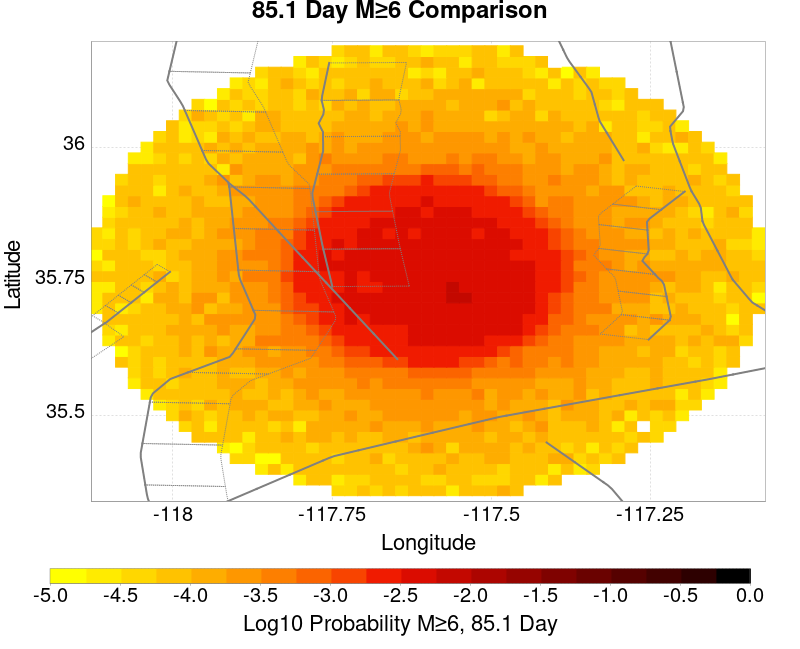 85.1 Day M≥6 Comparison
36
35.75
35.5
Latitude
-118 -117.75 -117.5 -117.25
Longitude
-5.0 -4.5 -4.0 -3.5 -3.0 -2.5 -2.0 -1.5 -1.0 -0.5 0.0
Log10 Probability M≥6, 85.1 Day